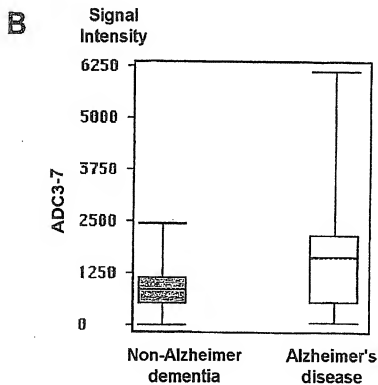 B
Signal
Intensity
6250
5000
3750
2500
1250
0
ADC3-7
Non-Alzheimer
dementia
Alzheimer's
disease